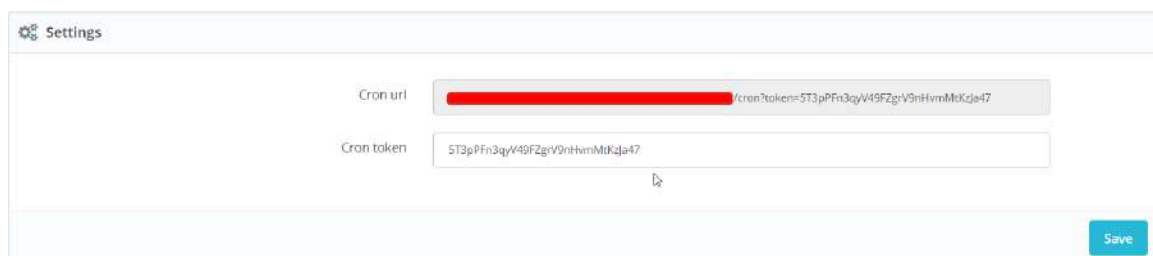 Settings
Cron url
/cron?token=5T3pPFn3qyV49FZgrV9nHvmMtKzJa47
Cron token
5T3pPFn3qyV49FZgrV9nHvmMtKzJa47
Save